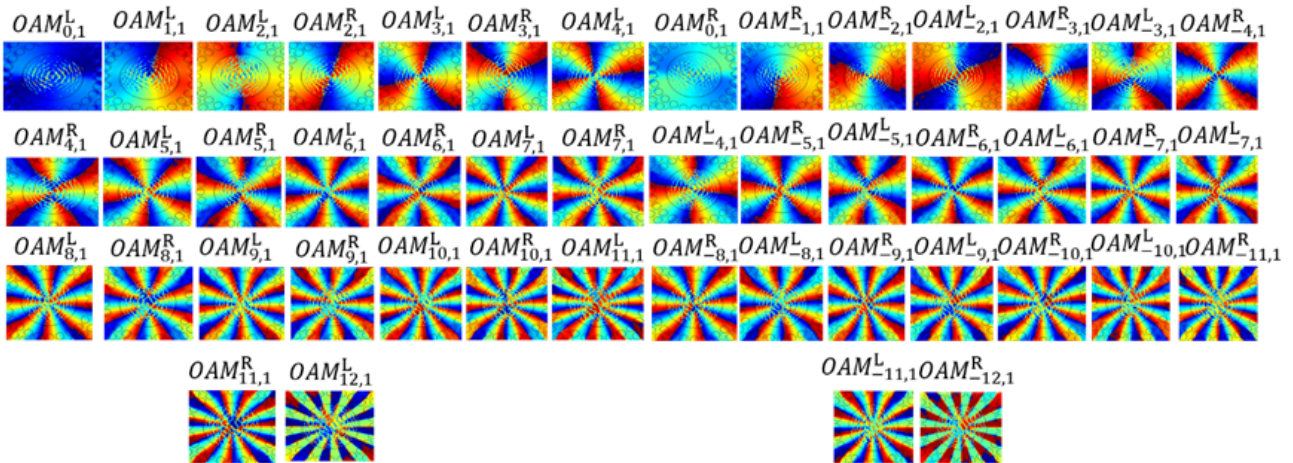 OAM^L_{0,1} OAM^L_{1,1} OAM^L_{2,1} OAM^R_{2,1} OAM^L_{3,1} OAM^R_{3,1} OAM^L_{4,1} OAM^R_{0,1} OAM^R_{-1,1} OAM^R_{-2,1} OAM^L_{-2,1} OAM^R_{-3,1} OAM^L_{-3,1} OAM^R_{-4,1}
OAM^R_{4,1} OAM^L_{5,1} OAM^R_{5,1} OAM^L_{6,1} OAM^R_{6,1} OAM^L_{7,1} OAM^R_{7,1} OAM^L_{-4,1} OAM^R_{-5,1} OAM^L_{-5,1} OAM^R_{-6,1} OAM^L_{-6,1} OAM^R_{-7,1} OAM^L_{-7,1}
OAM^L_{8,1} OAM^R_{8,1} OAM^L_{9,1} OAM^R_{9,1} OAM^L_{10,1} OAM^R_{10,1} OAM^L_{11,1} OAM^R_{-8,1} OAM^L_{-8,1} OAM^R_{-9,1} OAM^L_{-9,1} OAM^R_{-10,1} OAM^L_{-10,1} OAM^R_{-11,1}
OAM^R_{11,1} OAM^L_{12,1} OAM^L_{-11,1} OAM^R_{-12,1}